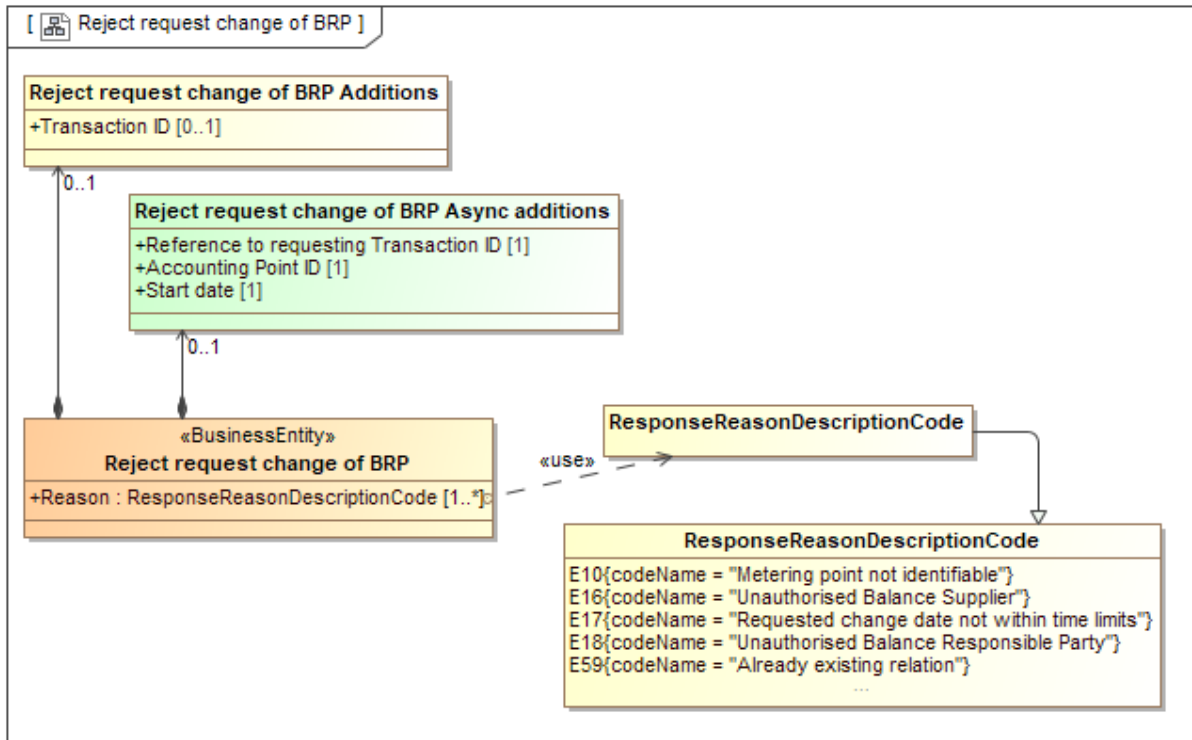 [ Reject request change of BRP ]
Reject request change of BRP Additions
+Transaction ID [0..1]
0..1
Reject request change of BRP Async additions
+Reference to requesting Transaction ID [1]
+Accounting Point ID [1]
+Start date [1]
0..1
«BusinessEntity»
Reject request change of BRP
+Reason : ResponseReasonDescriptionCode [1..*]
«use»
ResponseReasonDescriptionCode
ResponseReasonDescriptionCode
E10{codeName = "Metering point not identifiable"}
E16{codeName = "Unauthorised Balance Supplier"}
E17{codeName = "Requested change date not within time limits"}
E18{codeName = "Unauthorised Balance Responsible Party"}
E59{codeName = "Already existing relation"}
...